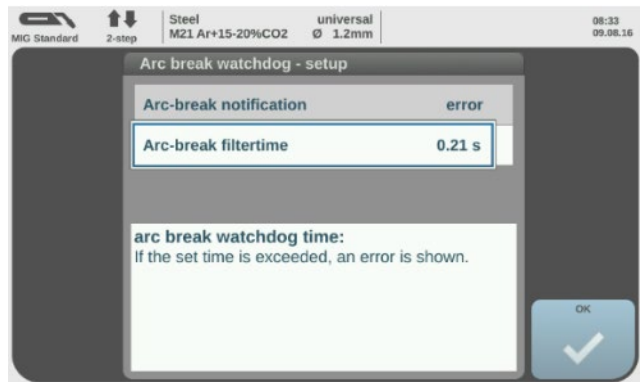 Steel universal
08:33
MIG Standard 2-step M21 Ar+15-20%CO2 Ø 1.2mm
09.08.16
Arc break watchdog - setup
Arc-break notification error
Arc-break filtertime 0.21 s
arc break watchdog time:
If the set time is exceeded, an error is shown.
OK